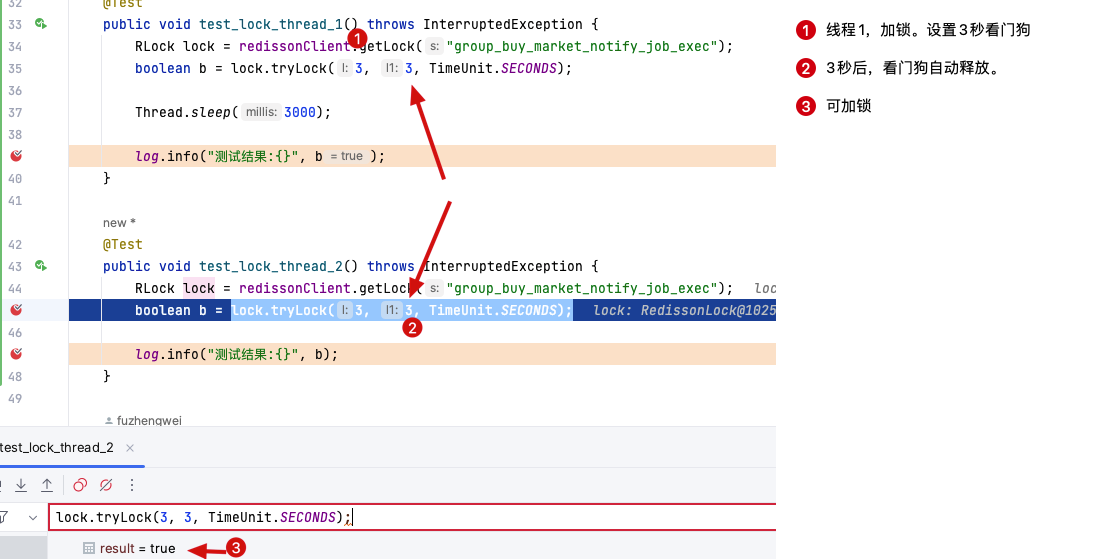 32 @Test
33 public void test_lock_thread_1() throws InterruptedException {
34 RLock lock = redissonClient.getLock( s: "group_buy_market_notify_job_exec");
35 boolean b = lock.tryLock( l: 3, l1: 3, TimeUnit.SECONDS);
36
37 Thread.sleep( millis: 3000);
38
log.info("测试结果:{}", b = true );
40 }
41
new *
42 @Test
43 public void test_lock_thread_2() throws InterruptedException {
44 RLock lock = redissonClient.getLock( s: "group_buy_market_notify_job_exec"); loc
boolean b = lock.tryLock( l: 3, l1: 3, TimeUnit.SECONDS); lock: RedissonLock@1025
46
log.info("测试结果:{}", b);
48 }
49
fuzhengwei
test_lock_thread_2
lock.tryLock(3, 3, TimeUnit.SECONDS);
result = true
1
2
3
1 线程1，加锁。设置3秒看门狗
2 3秒后，看门狗自动释放。
3 可加锁